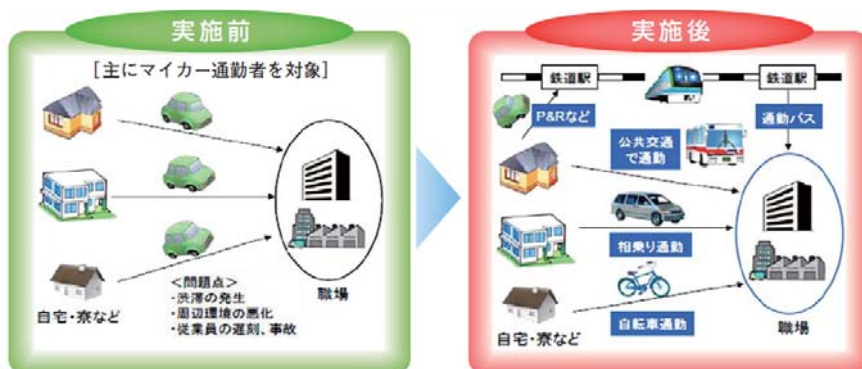 実施前
[主にマイカー通勤者を対象]
<問題点>
・渋滞の発生
・周辺環境の悪化
・従業員の遅刻、事故
自宅・寮など
職場
実施後
鉄道駅
鉄道駅
P&Rなど
公共交通
で通勤
通勤バス
相乗り通勤
自転車通勤
自宅・寮など
職場